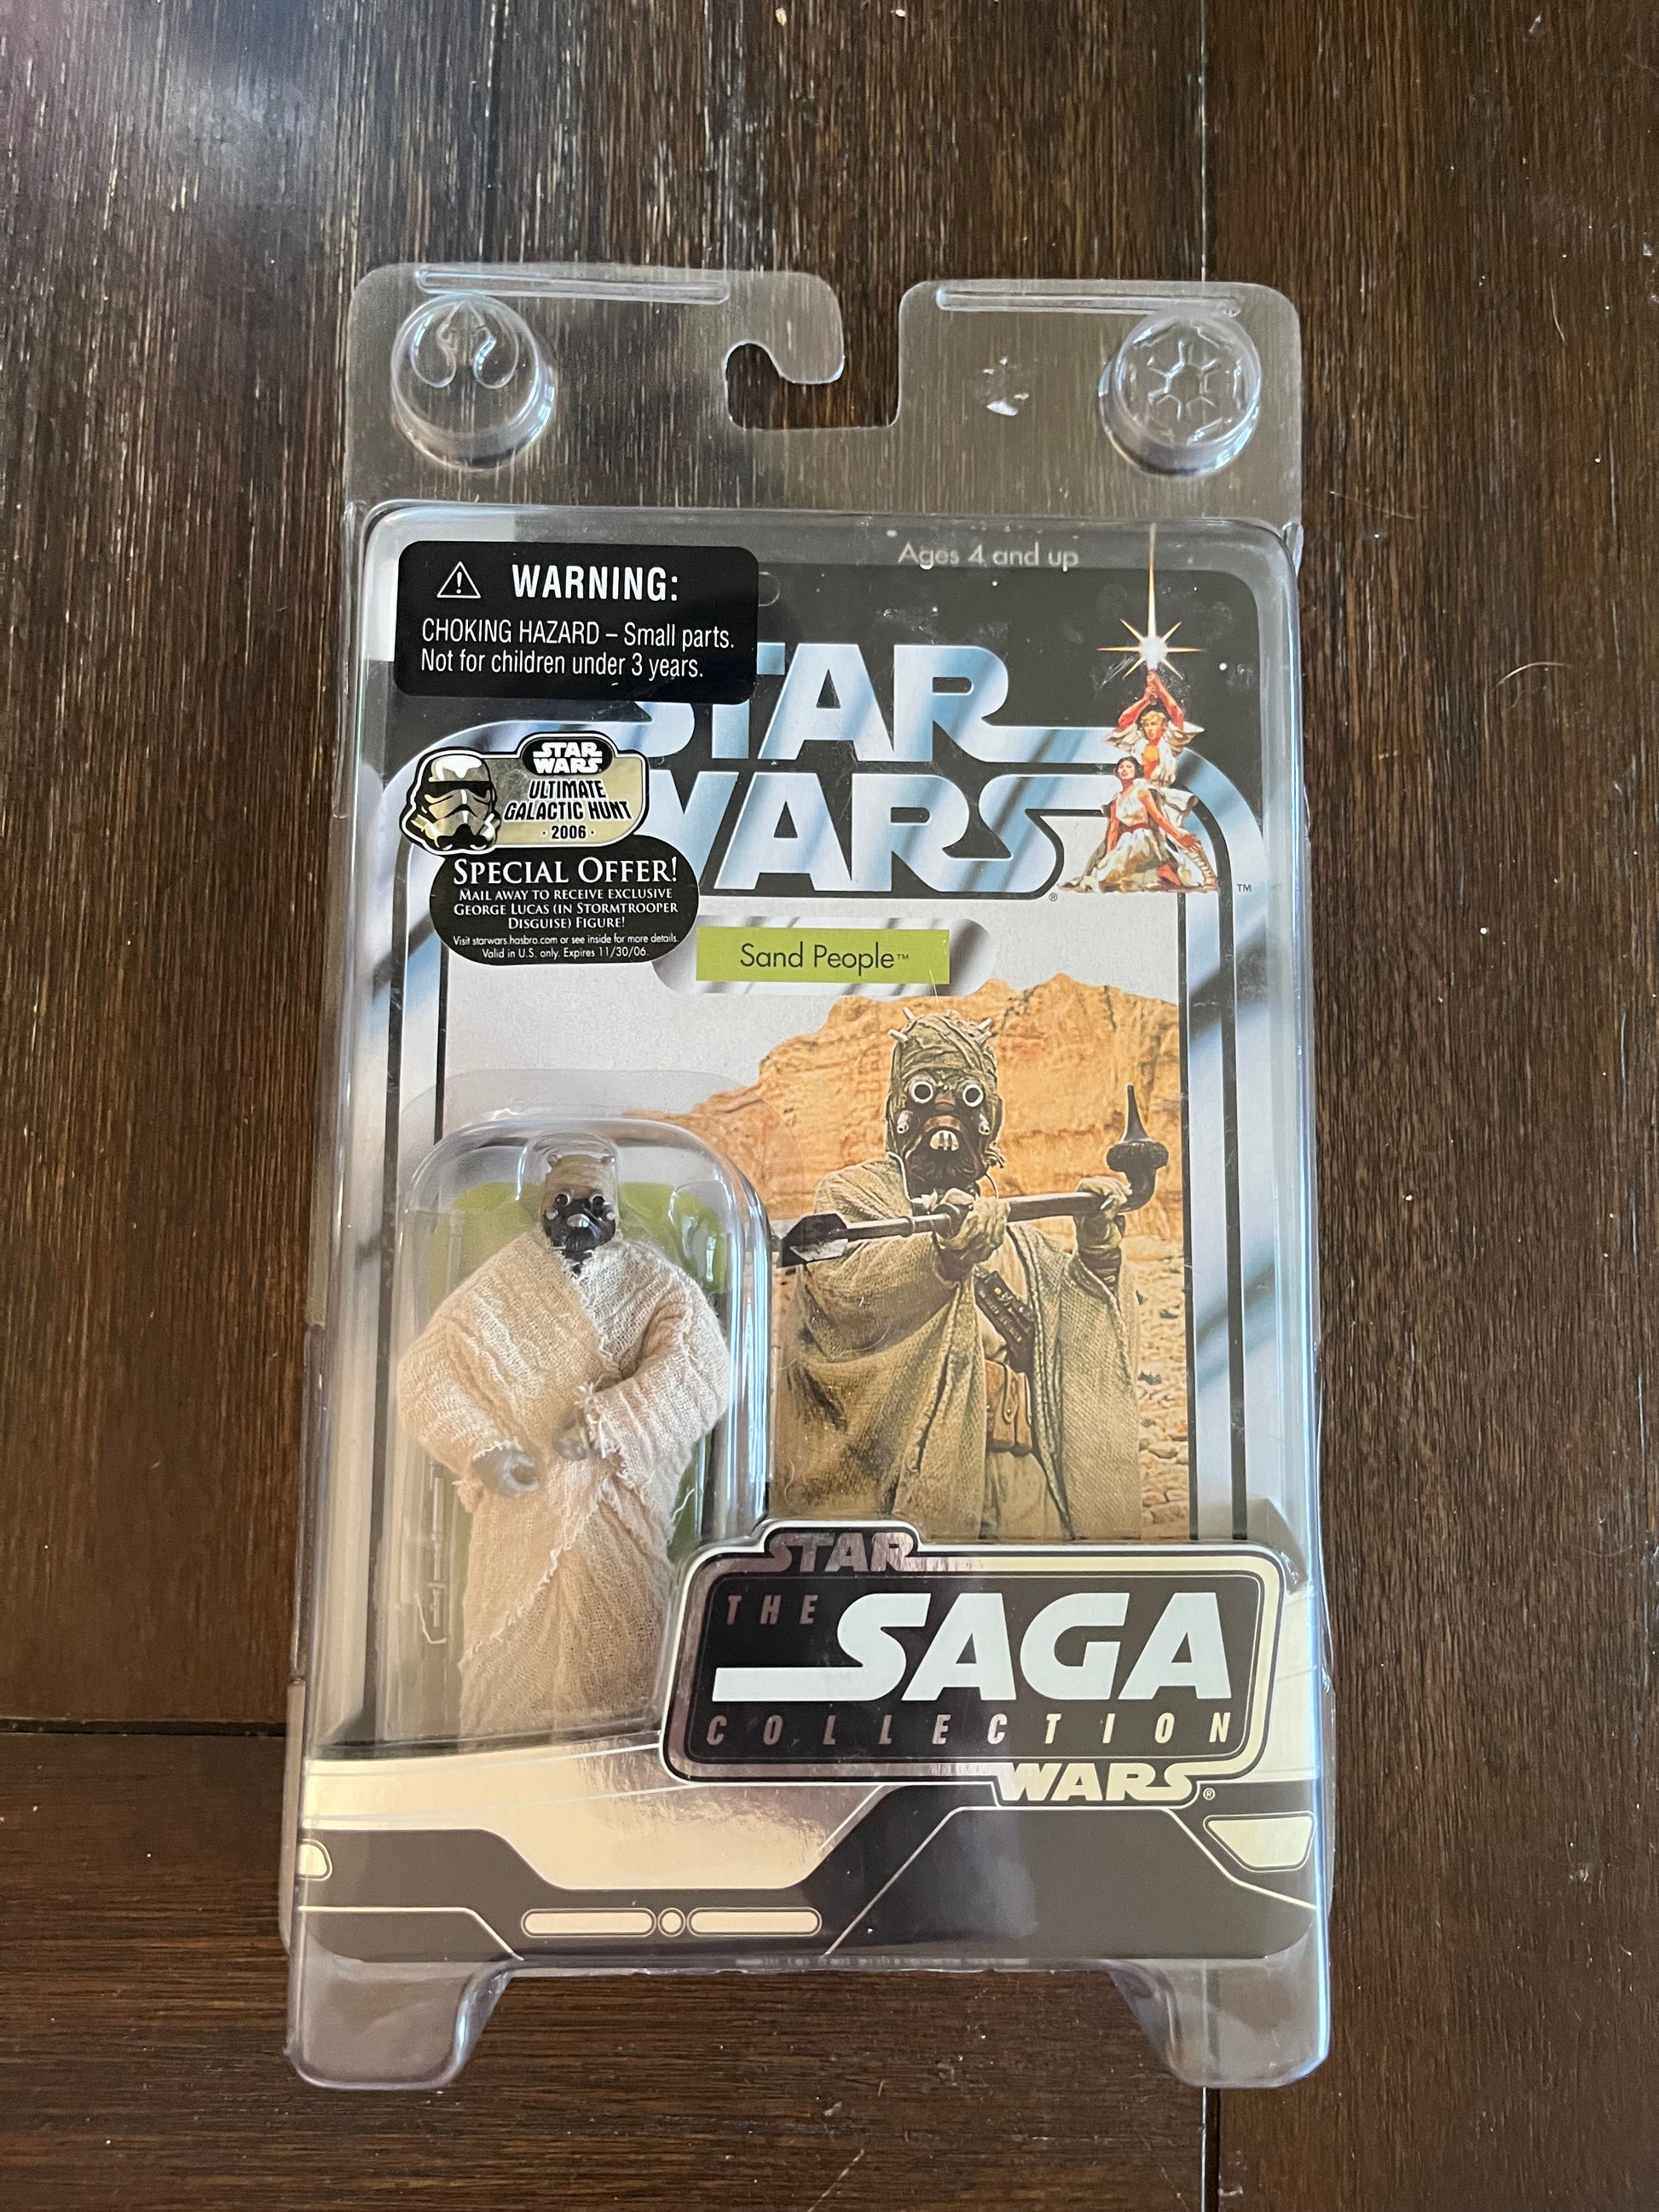 Ages 4 and up
WARNING:
CHOKING HAZARD – Small parts.
Not for children under 3 years.
STAR
WARS
®
™
STAR
WARS
ULTIMATE
GALACTIC HUNT
· 2006 ·
SPECIAL OFFER!
MAIL AWAY TO RECEIVE EXCLUSIVE
GEORGE LUCAS (IN STORMTROOPER
DISGUISE) FIGURE!
Visit starwars.hasbro.com or see inside for more details.
Valid in U.S. only. Expires 11/30/06.
Sand People™
STAR
THE
SAGA
COLLECTION
WARS®